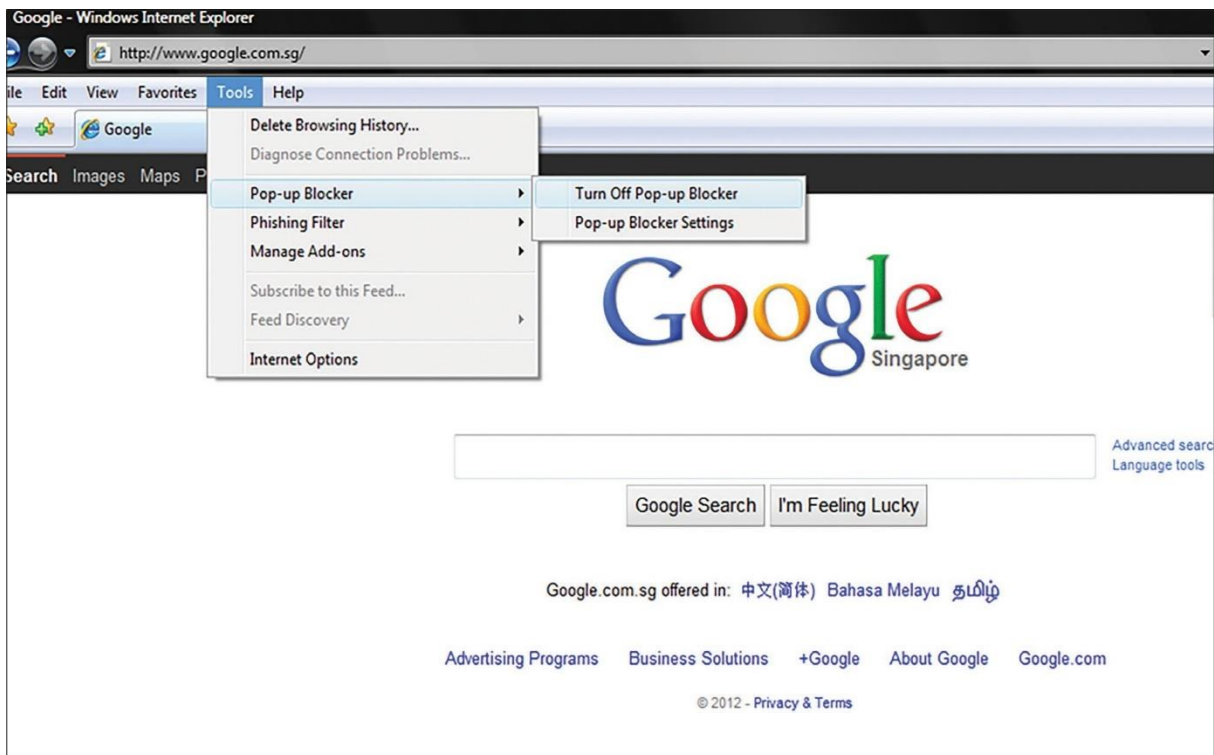 Google - Windows Internet Explorer
http://www.google.com.sg/
ile Edit View Favorites Tools Help
Google
Search Images Maps P
Delete Browsing History...
Diagnose Connection Problems...
Pop-up Blocker
Phishing Filter
Manage Add-ons
Subscribe to this Feed...
Feed Discovery
Internet Options
Turn Off Pop-up Blocker
Pop-up Blocker Settings
Google
Singapore
Advanced searc
Language tools
Google Search I'm Feeling Lucky
Google.com.sg offered in: 中文(简体) Bahasa Melayu தமிழ்
Advertising Programs Business Solutions +Google About Google Google.com
© 2012 - Privacy & Terms